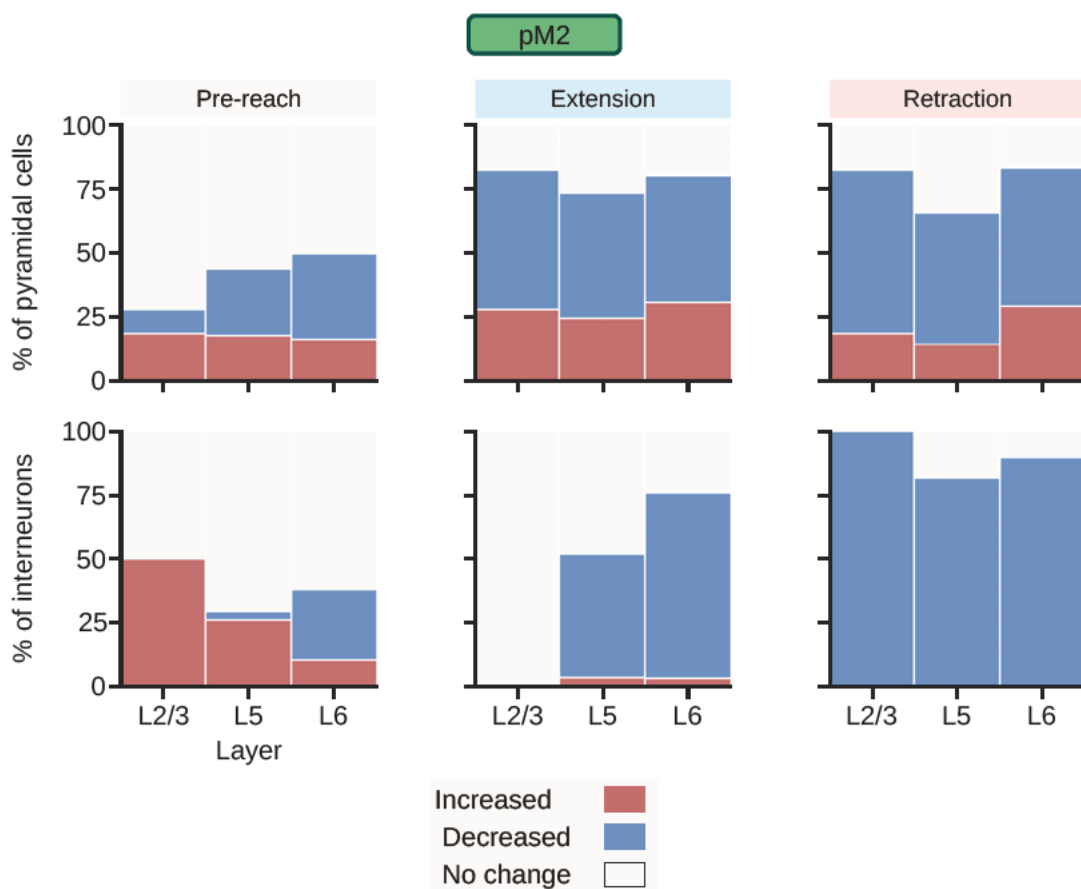 pM2
Pre-reach Extension Retraction
% of pyramidal cells
100
75
50
25
0
% of interneurons
100
75
50
25
0
L2/3 L5 L6 L2/3 L5 L6 L2/3 L5 L6
Layer
Increased
Decreased
No change